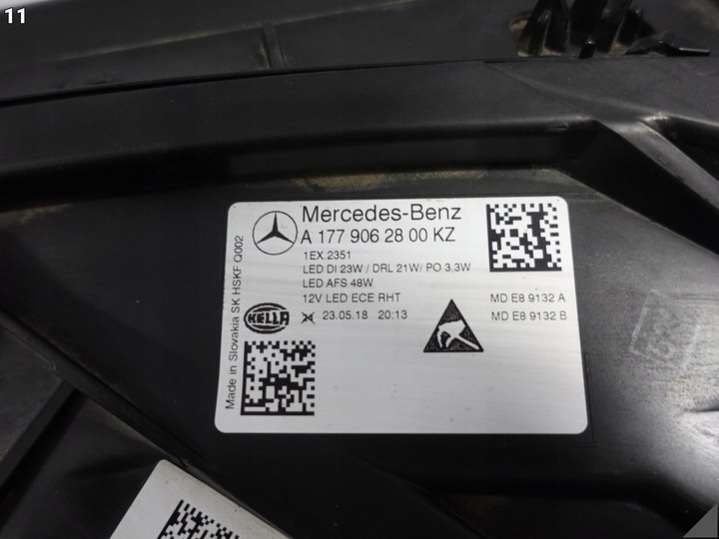 11
Mercedes-Benz
A 177 906 28 00 KZ
1EX.2351
LED DI 23W / DRL 21W/ PO 3,3W
LED AFS 48W
12V LED ECE RHT
MD E8 9132 A
HELLA
23.05.18 20:13
MD E8 9132 B
Made in Slovakia SK HSKF Q002